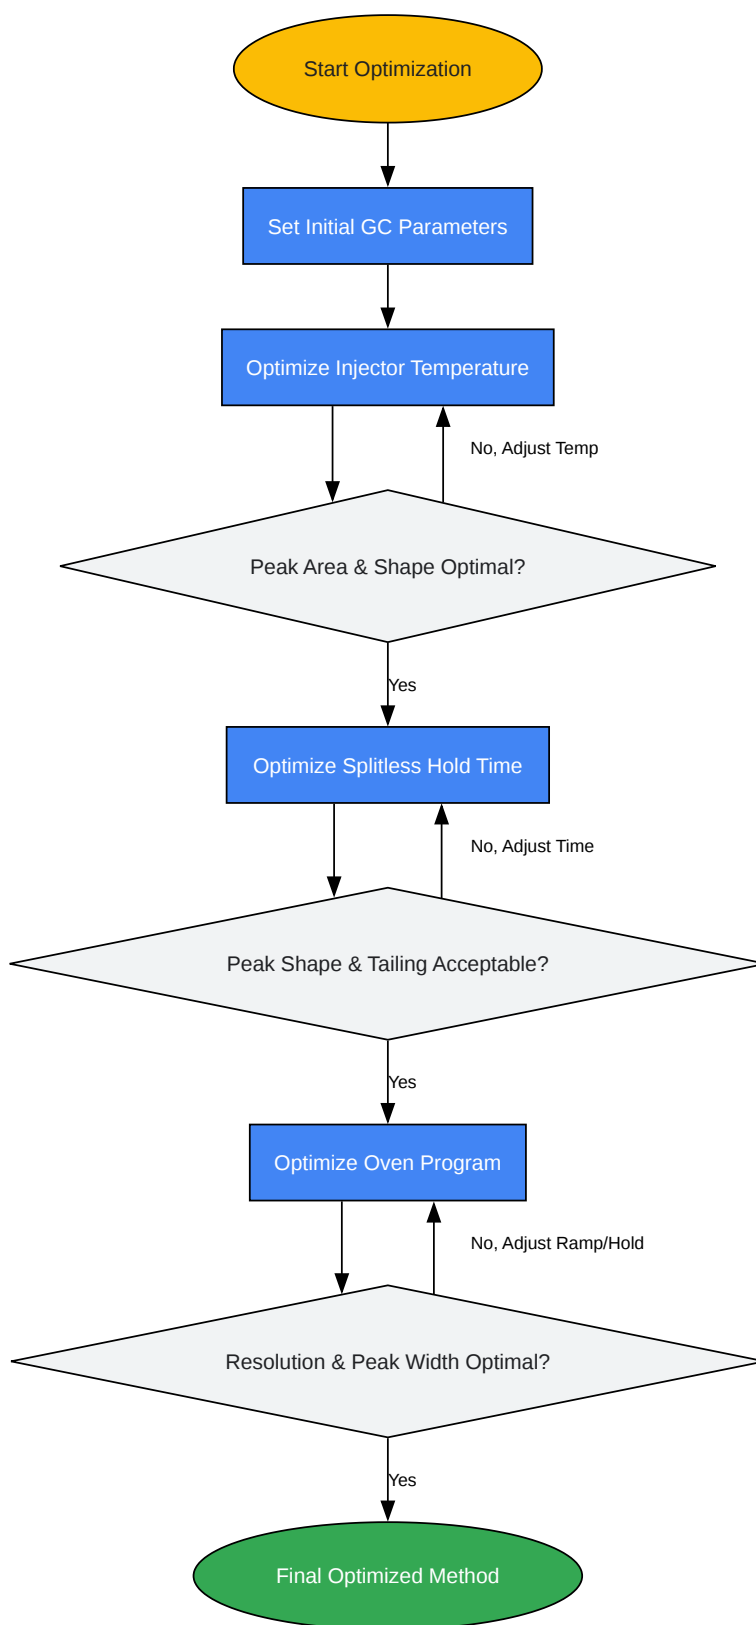 Start Optimization
Set Initial GC Parameters
Optimize Injector Temperature
No, Adjust Temp
Peak Area & Shape Optimal?
Yes
Optimize Splitless Hold Time
No, Adjust Time
Peak Shape & Tailing Acceptable?
Yes
Optimize Oven Program
No, Adjust Ramp/Hold
Resolution & Peak Width Optimal?
Yes
Final Optimized Method